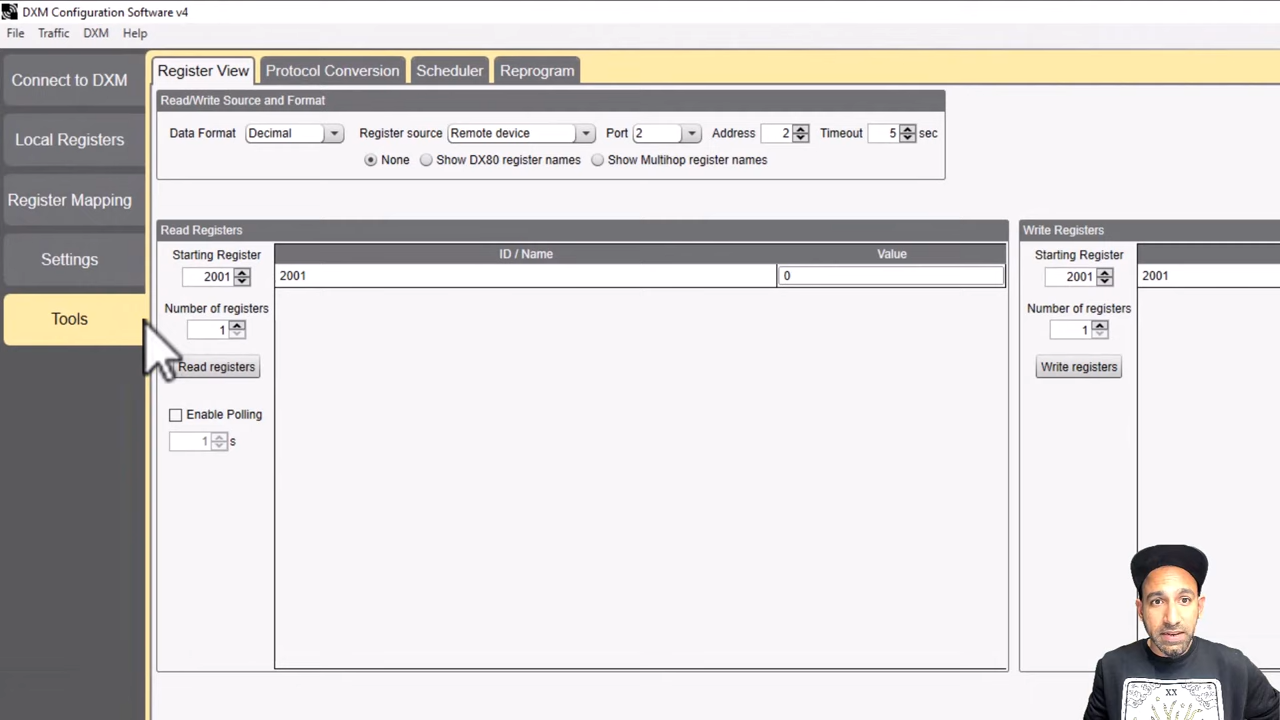 DXM Configuration Software v4
File Traffic DXM Help
Connect to DXM
Local Registers
Register Mapping
Settings
Tools
Register View Protocol Conversion Scheduler Reprogram
Read/Write Source and Format
Data Format Decimal Register source Remote device Port 2 Address 2 Timeout 5 sec
None Show DX80 register names Show Multihop register names
Read Registers
Starting Register ID / Name Value
2001 2001 0
Number of registers
1
Read registers
Enable Polling
1 s
Write Registers
Starting Register
2001 2001
Number of registers
1
Write registers
XX